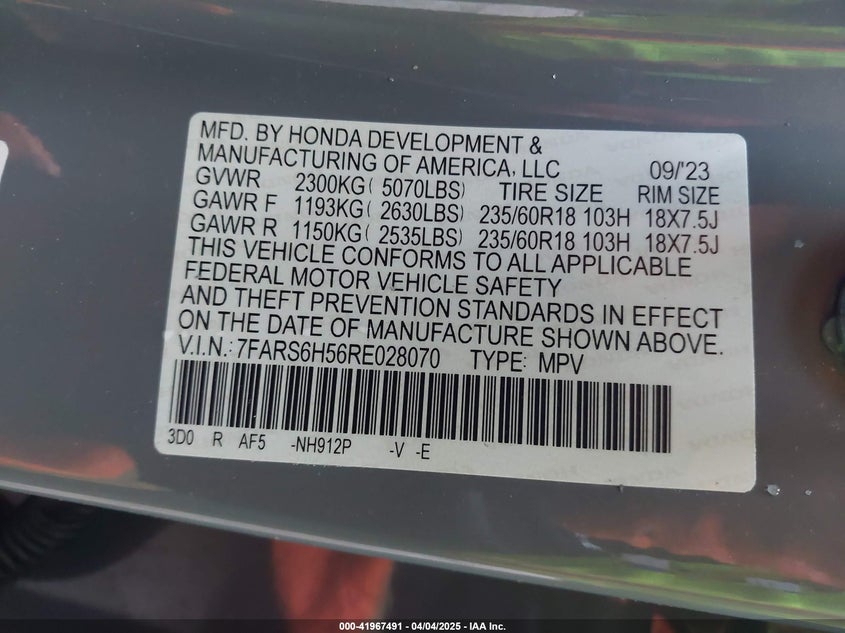 MFD. BY HONDA DEVELOPMENT &
MANUFACTURING OF AMERICA, LLC 09/'23
GVWR 2300KG( 5070LBS) TIRE SIZE RIM SIZE
GAWR F 1193KG( 2630LBS) 235/60R18 103H 18X7.5J
GAWR R 1150KG( 2535LBS) 235/60R18 103H 18X7.5J
THIS VEHICLE CONFORMS TO ALL APPLICABLE
FEDERAL MOTOR VEHICLE SAFETY
AND THEFT PREVENTION STANDARDS IN EFFECT
ON THE DATE OF MANUFACTURE SHOWN ABOVE.
V.I.N.: 7FARS6H56RE028070 TYPE: MPV
3D0 R AF5 -NH912P -V -E
000-41967491 - 04/04/2025 - IAA Inc.